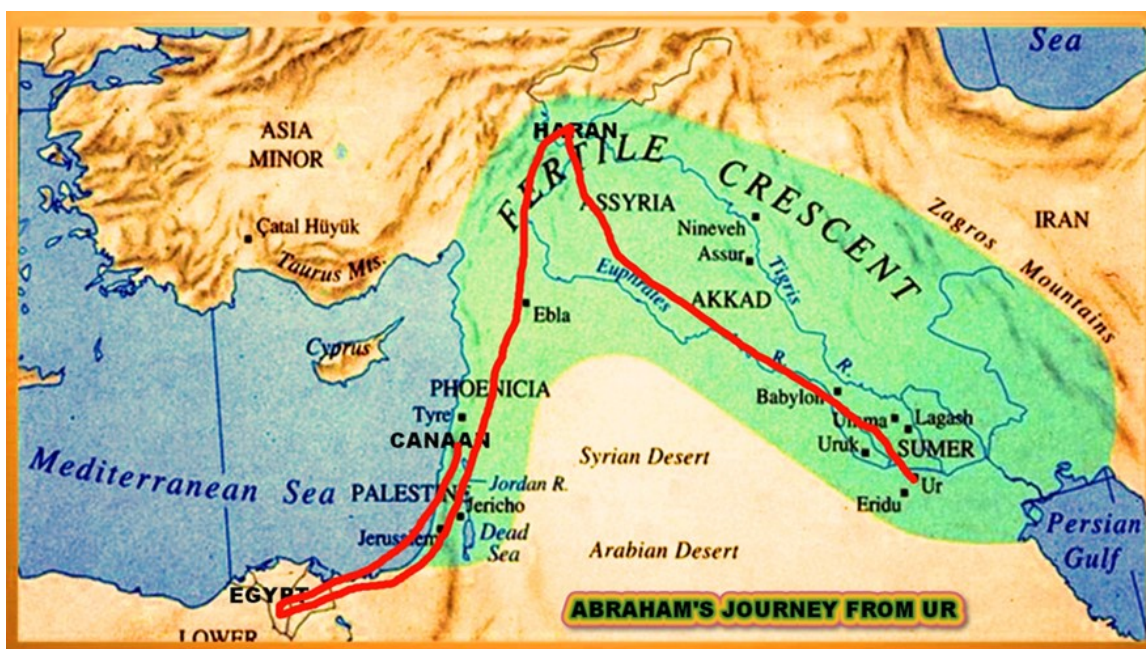 Sea
ASIA
MINOR
HARAN
FERTILE
CRESCENT
ASSYRIA
Zagros
Mountains
IRAN
Çatal Hüyük
Nineveh
Assur
Taurus Mts.
Euphrates
R.
Tigris
R.
AKKAD
Ebla
Cyprus
PHOENICIA
Babylon
Tyre
Umma
Lagash
CANAAN
Uruk
SUMER
Syrian Desert
Mediterranean Sea
PALESTINE
Jordan R.
Ur
Jericho
Eridu
Jerusalem
Dead
Sea
Persian
Gulf
Arabian Desert
EGYPT
ABRAHAM'S JOURNEY FROM UR
LOWER